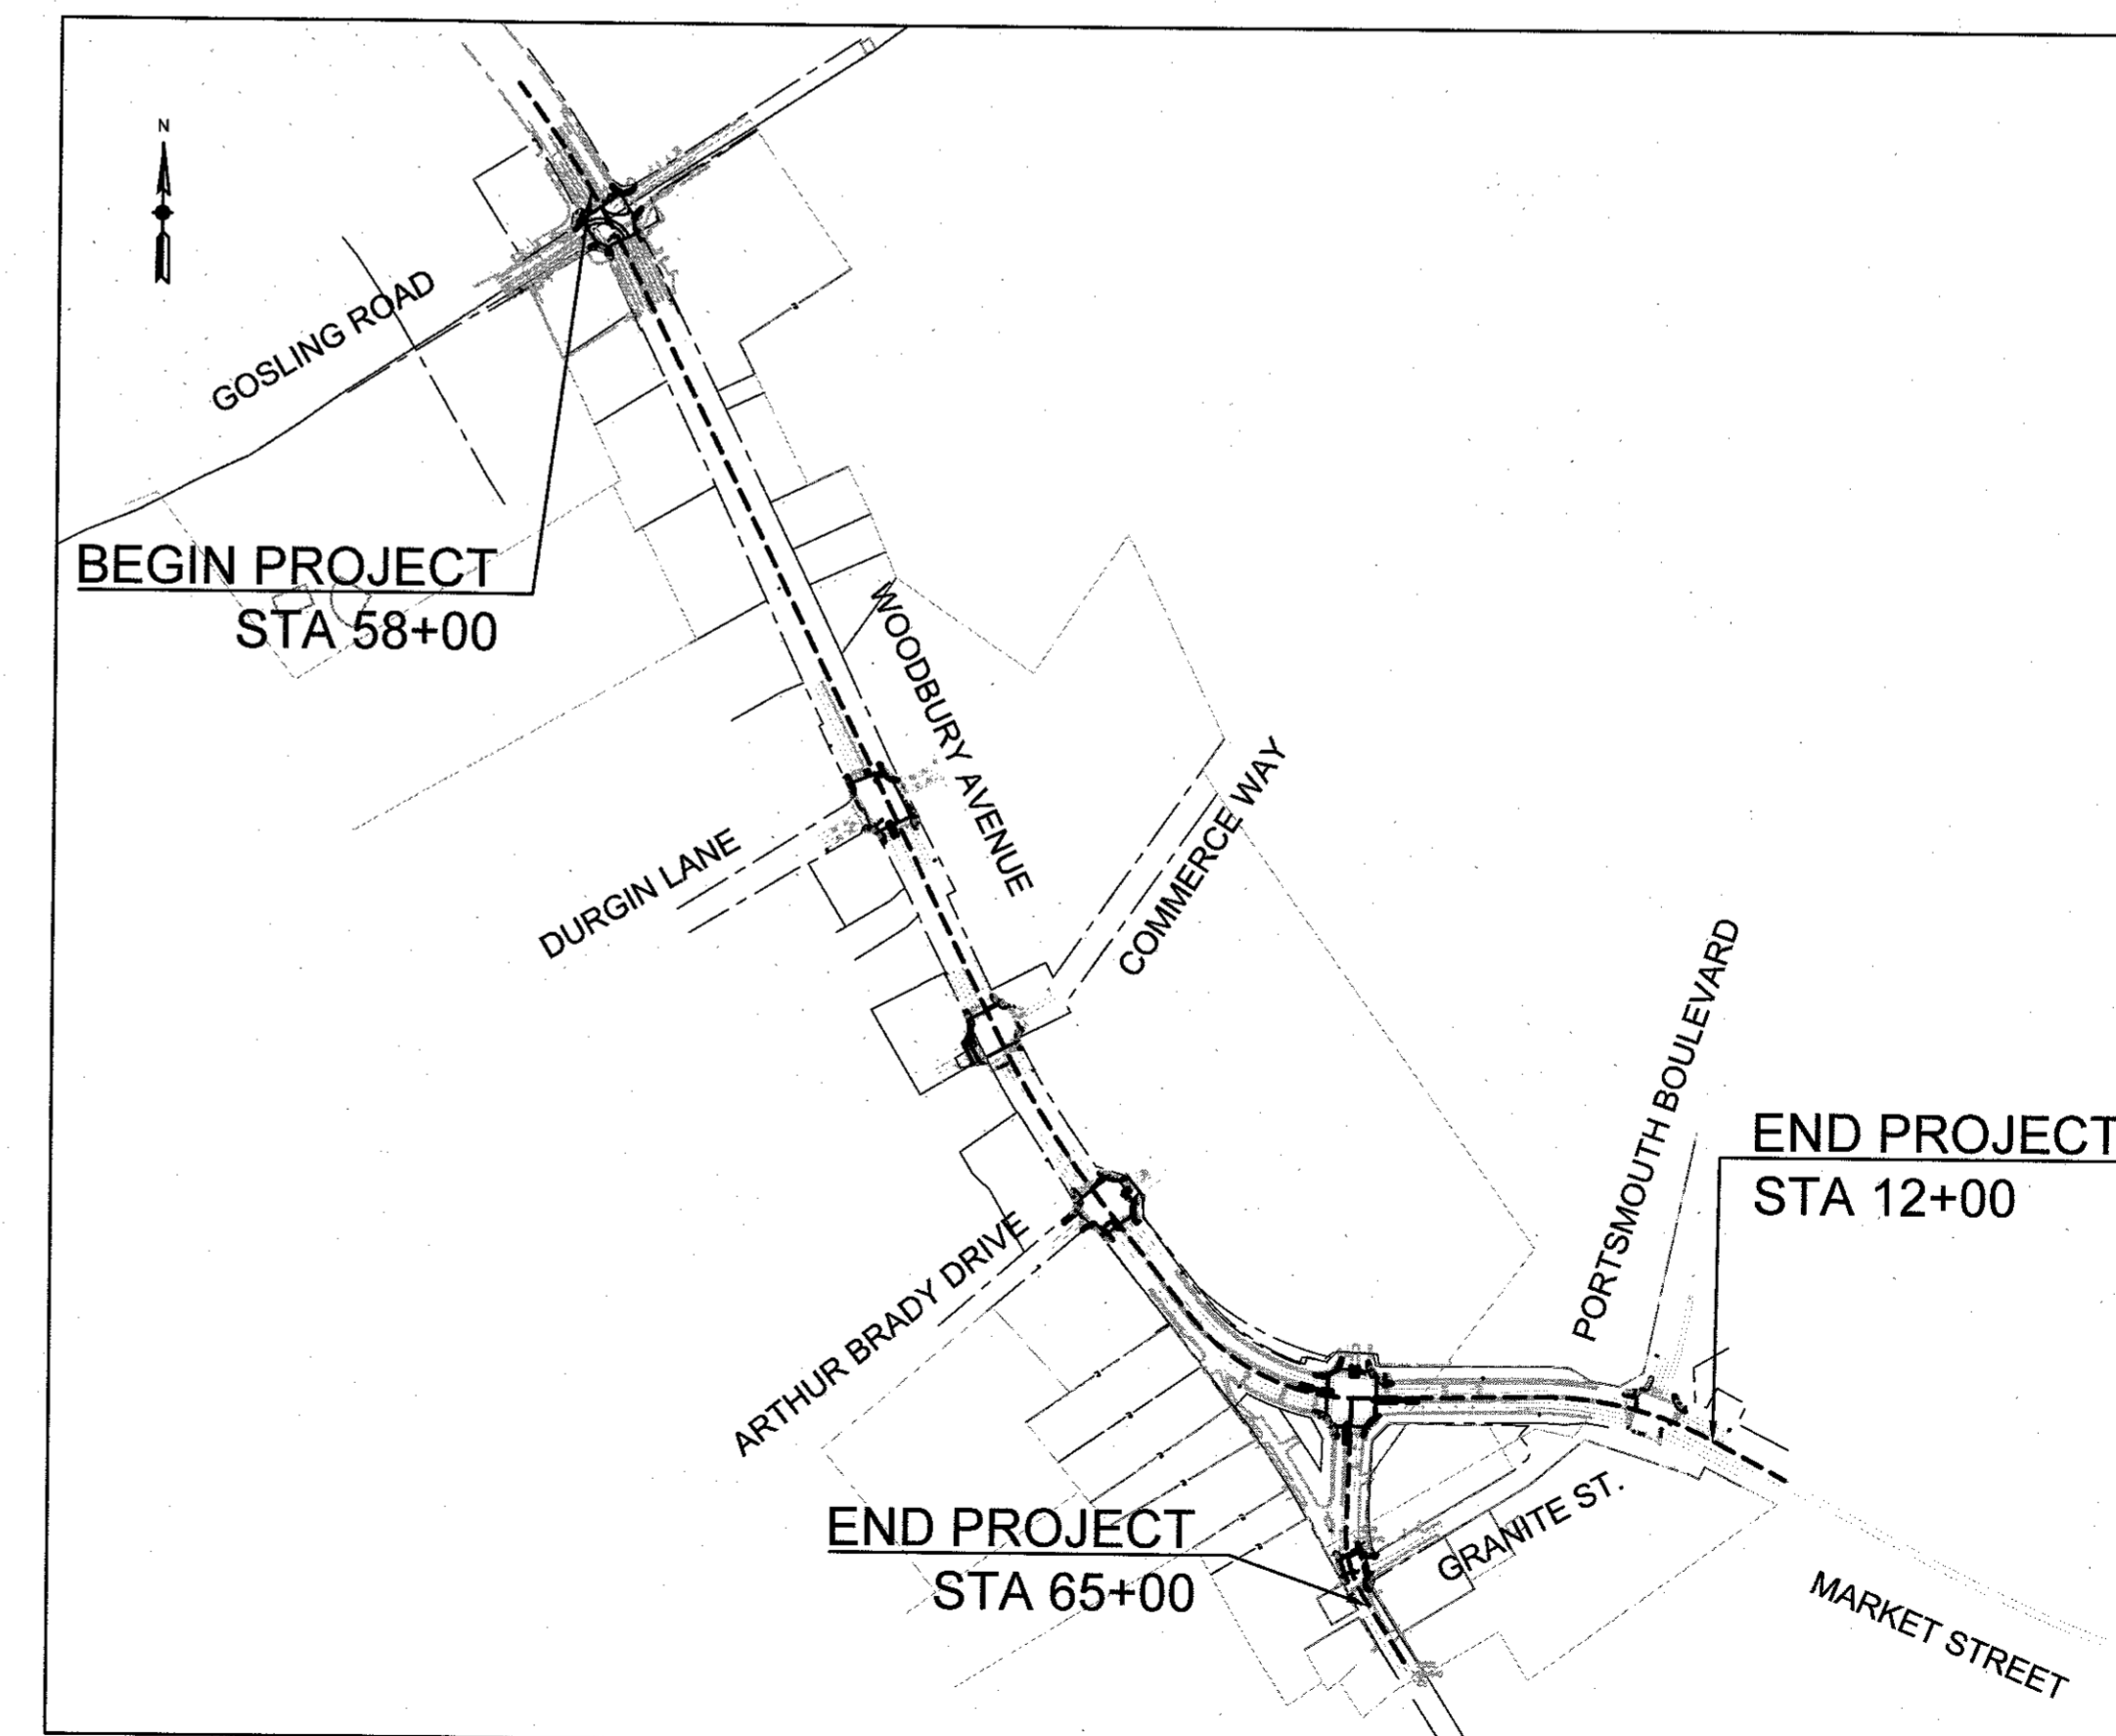 N
GOSLING ROAD
BEGIN PROJECT
STA 58+00
WOODBURY AVENUE
COMMERCE WAY
DURGIN LANE
PORTSMOUTH BOULEVARD
END PROJECT
STA 12+00
ARTHUR BRADY DRIVE
END PROJECT
STA 65+00
GRANITE ST.
MARKET STREET